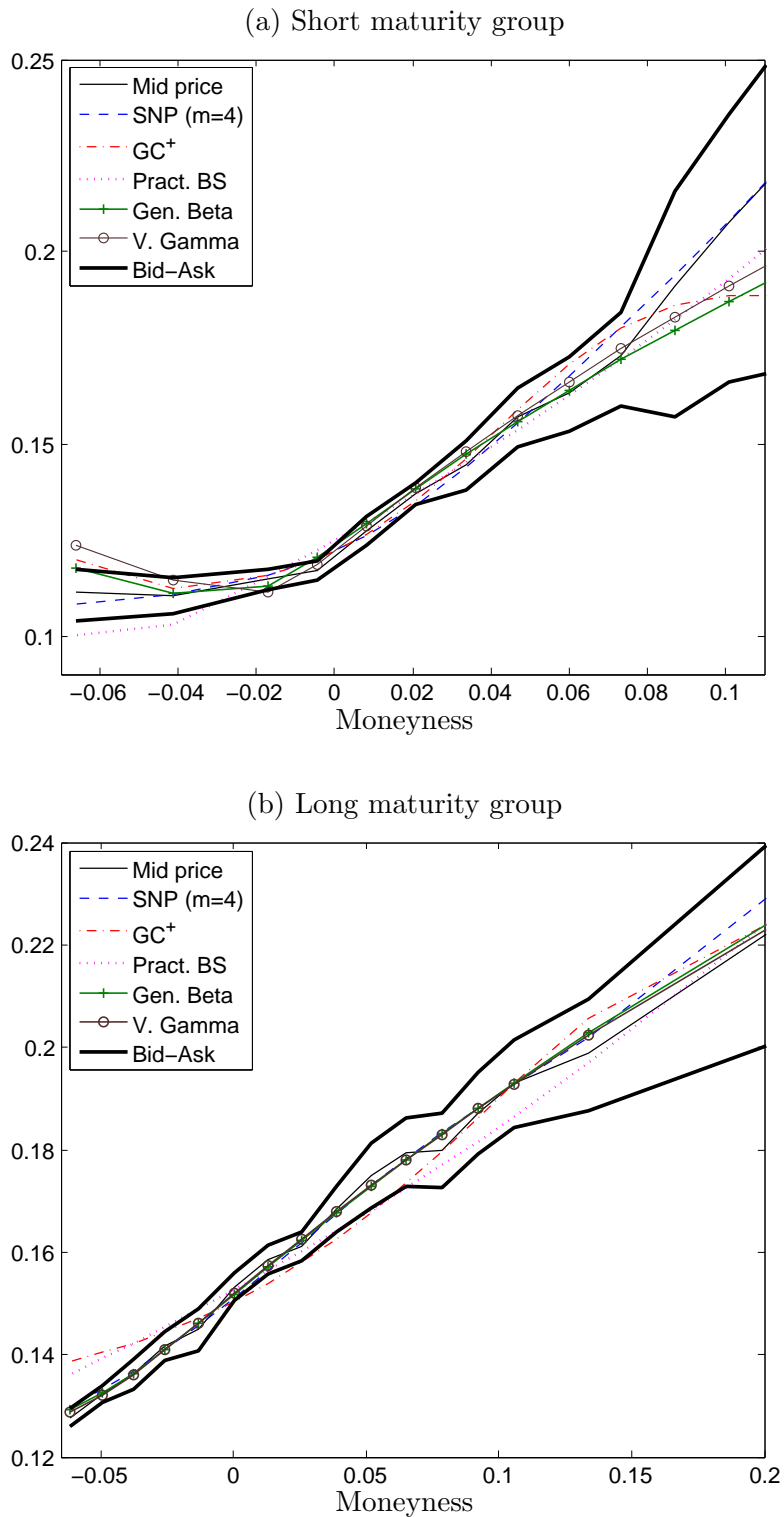 (a) Short maturity group
0.25
0.2
0.15
0.1
Mid price
SNP (m=4)
GC⁺
Pract. BS
Gen. Beta
V. Gamma
Bid−Ask
−0.06 −0.04 −0.02 0 0.02 0.04 0.06 0.08 0.1
Moneyness
(b) Long maturity group
0.24
0.22
0.2
0.18
0.16
0.14
0.12
Mid price
SNP (m=4)
GC⁺
Pract. BS
Gen. Beta
V. Gamma
Bid−Ask
−0.05 0 0.05 0.1 0.15 0.2
Moneyness